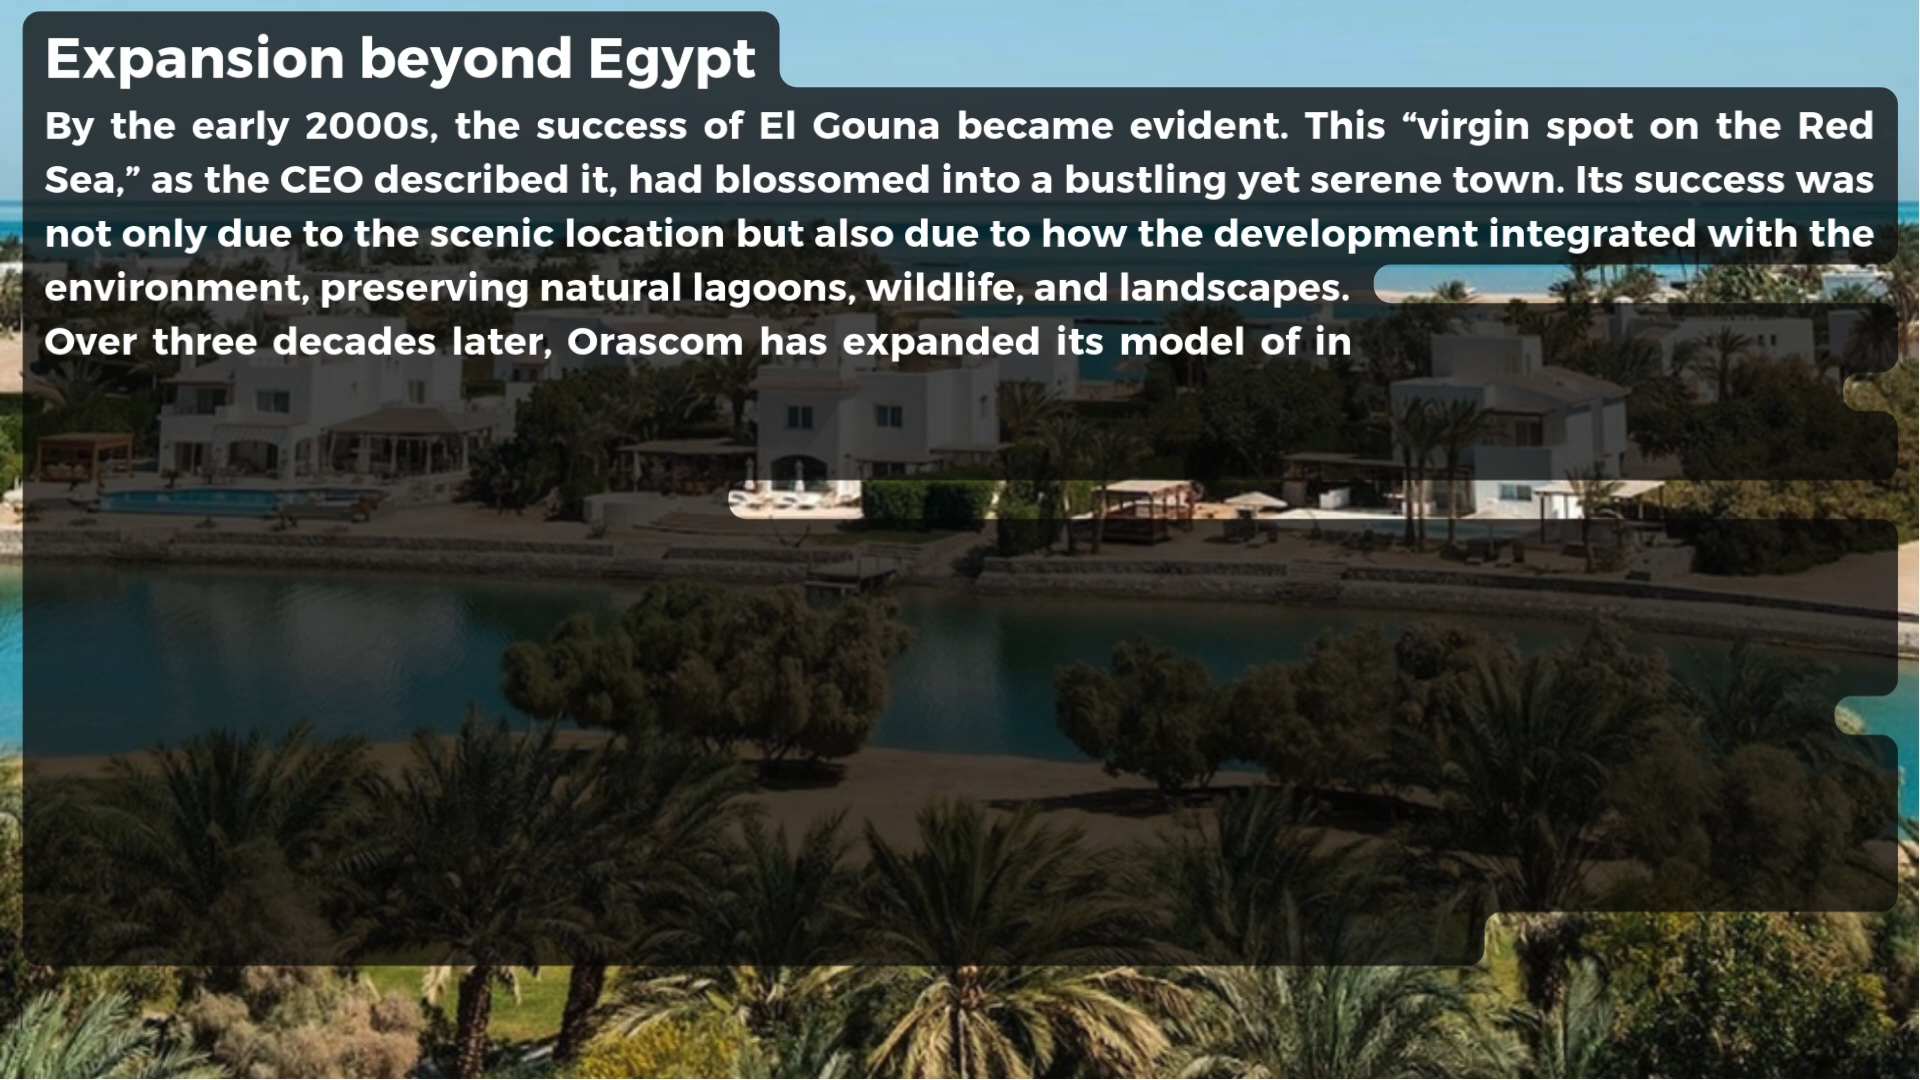 Expansion beyond Egypt
By the early 2000s, the success of El Gouna became evident. This “virgin spot on the Red
Sea,” as the CEO described it, had blossomed into a bustling yet serene town. Its success was
not only due to the scenic location but also due to how the development integrated with the
environment, preserving natural lagoons, wildlife, and landscapes.
Over three decades later, Orascom has expanded its model of in